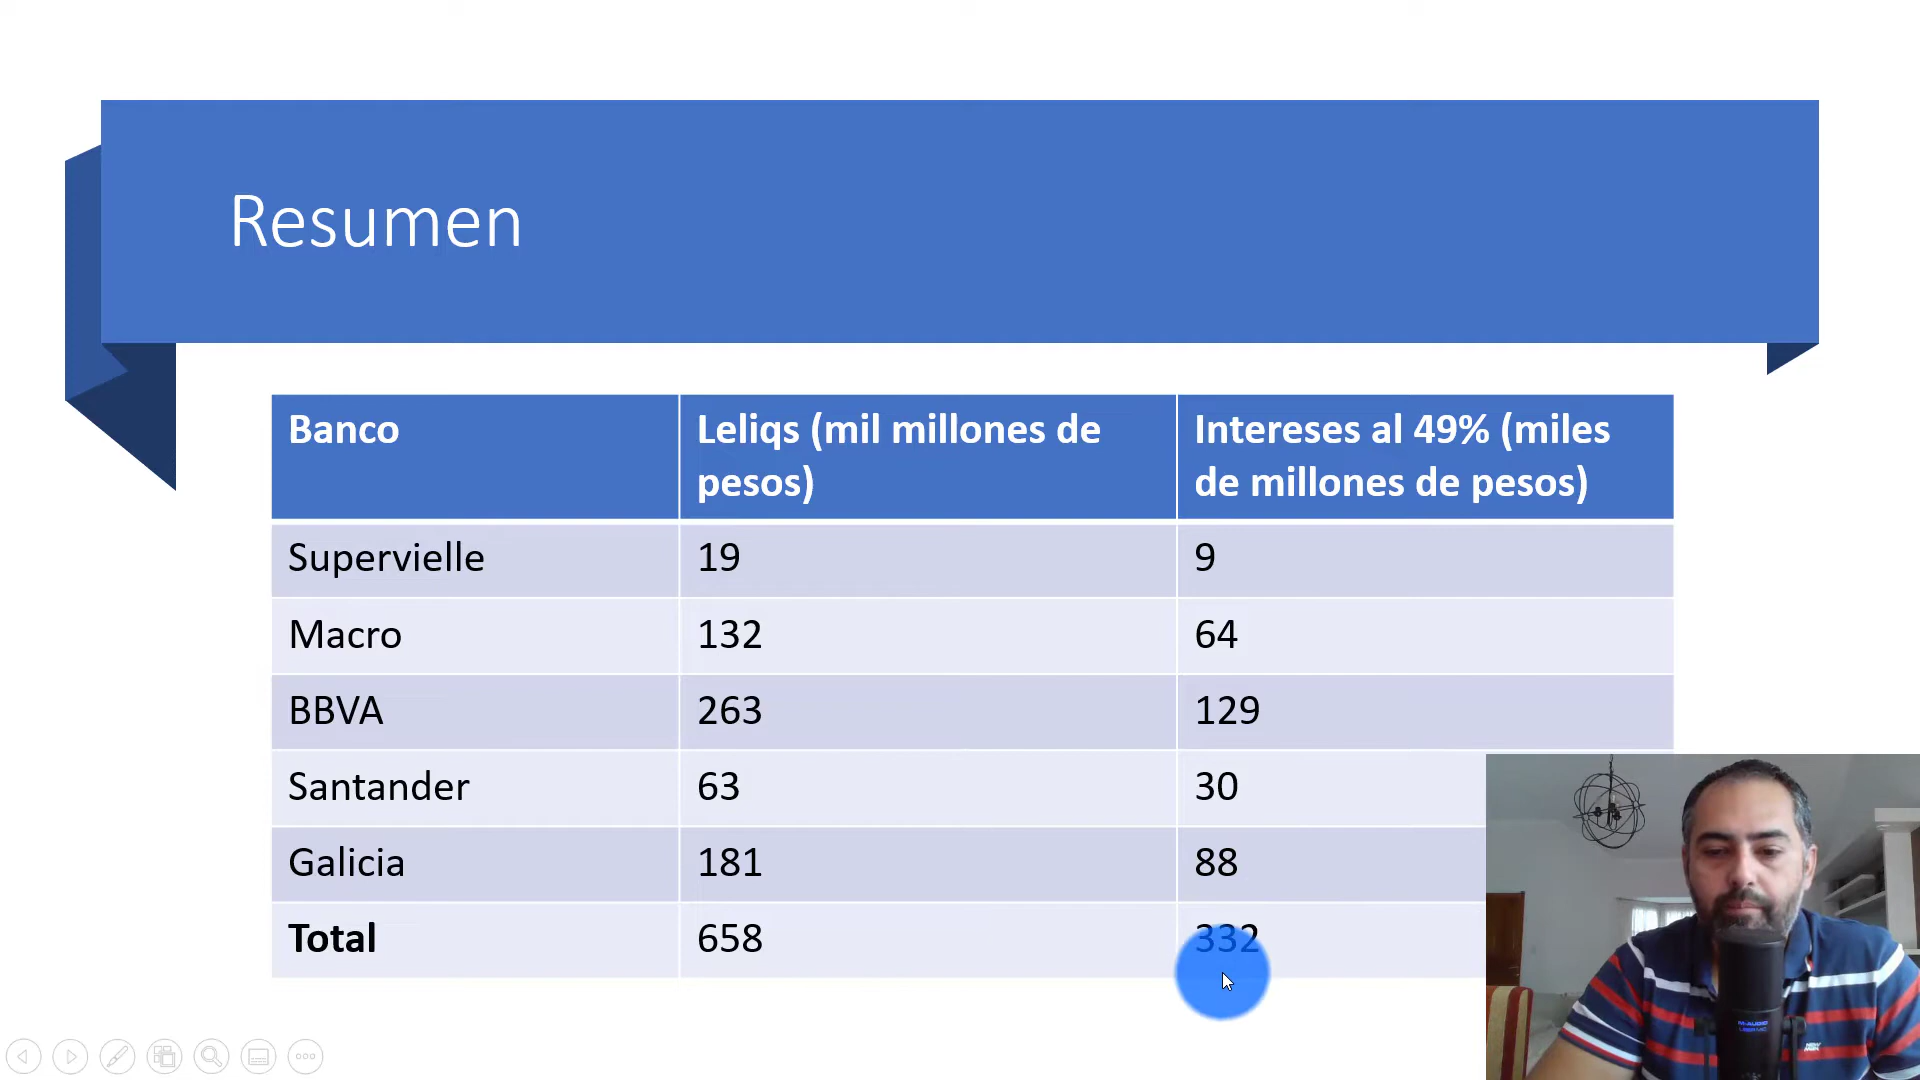 Resumen
Banco
Leliqs (mil millones de
pesos)
Intereses al 49% (miles
de millones de pesos)
Supervielle
19
9
Macro
132
64
BBVA
263
129
Santander
63
30
Galicia
181
88
Total
658
332
M-AUDIO